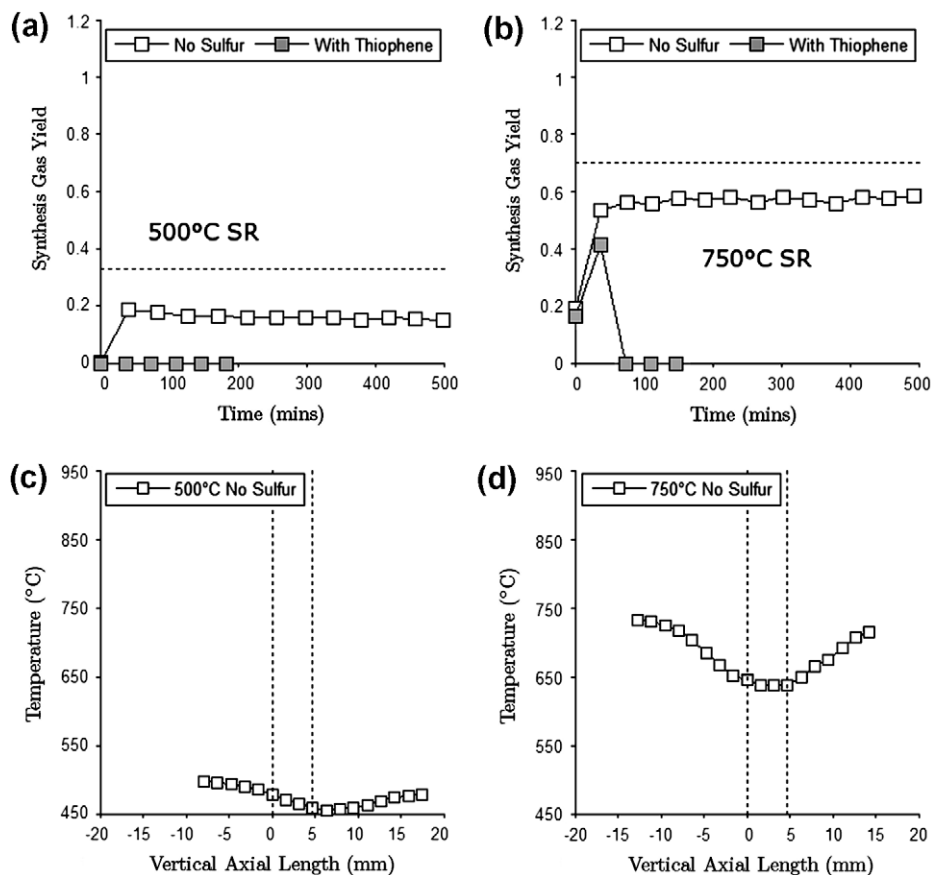 (a)
No Sulfur
With Thiophene
1.2
1
0.8
0.6
0.4
0.2
0
Synthesis Gas Yield
500°C SR
0 100 200 300 400 500
Time (mins)
(b)
No Sulfur
With Thiophene
1.2
1
0.8
0.6
0.4
0.2
0
Synthesis Gas Yield
750°C SR
0 100 200 300 400 500
Time (mins)
(c)
500°C No Sulfur
950
850
750
650
550
450
Temperature (°C)
-20 -15 -10 -5 0 5 10 15 20
Vertical Axial Length (mm)
(d)
750°C No Sulfur
950
850
750
650
550
450
Temperature (°C)
-20 -15 -10 -5 0 5 10 15 20
Vertical Axial Length (mm)